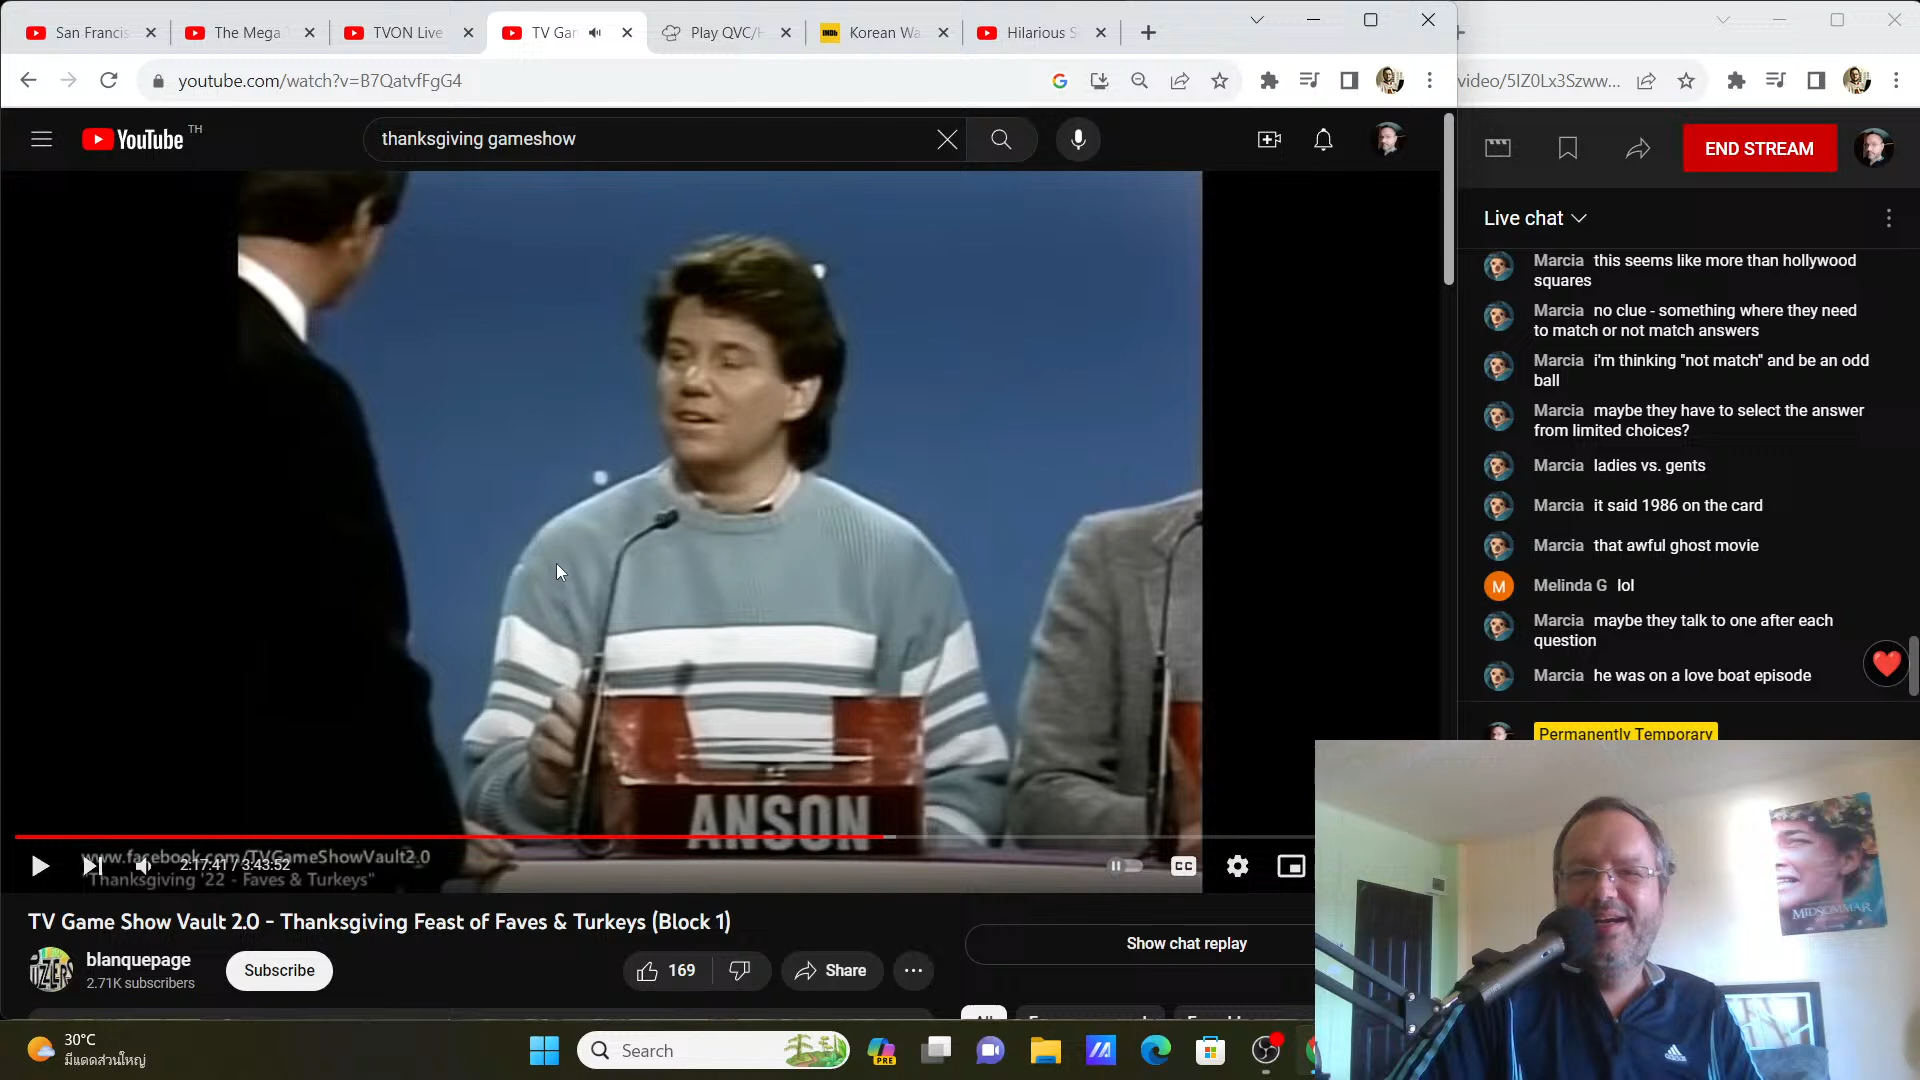 San Francis
The Mega
TVON Live
TV Gar
Play QVC/H
Korean Wa
Hilarious S
youtube.com/watch?v=B7QatvfFgG4
video/5IZ0Lx3Szww...
YouTube TH
thanksgiving gameshow
END STREAM
Live chat
Marcia this seems like more than hollywood
squares
Marcia no clue - something where they need
to match or not match answers
Marcia i'm thinking "not match" and be an odd
ball
Marcia maybe they have to select the answer
from limited choices?
Marcia ladies vs. gents
Marcia it said 1986 on the card
Marcia that awful ghost movie
M Melinda G lol
Marcia maybe they talk to one after each
question
Marcia he was on a love boat episode
Permanently Temporary
ANSON
www.facebook.com/TVGameShowVault2.0
2:17:41 / 3:43:52
"Thanksgiving '22 - Faves & Turkeys"
CC
MIDSOMMAR
adidas
TV Game Show Vault 2.0 - Thanksgiving Feast of Faves & Turkeys (Block 1)
blanquepage
2.71K subscribers
Subscribe
169
Share
Show chat replay
30°C
มีแดดส่วนใหญ่
Search
PRE